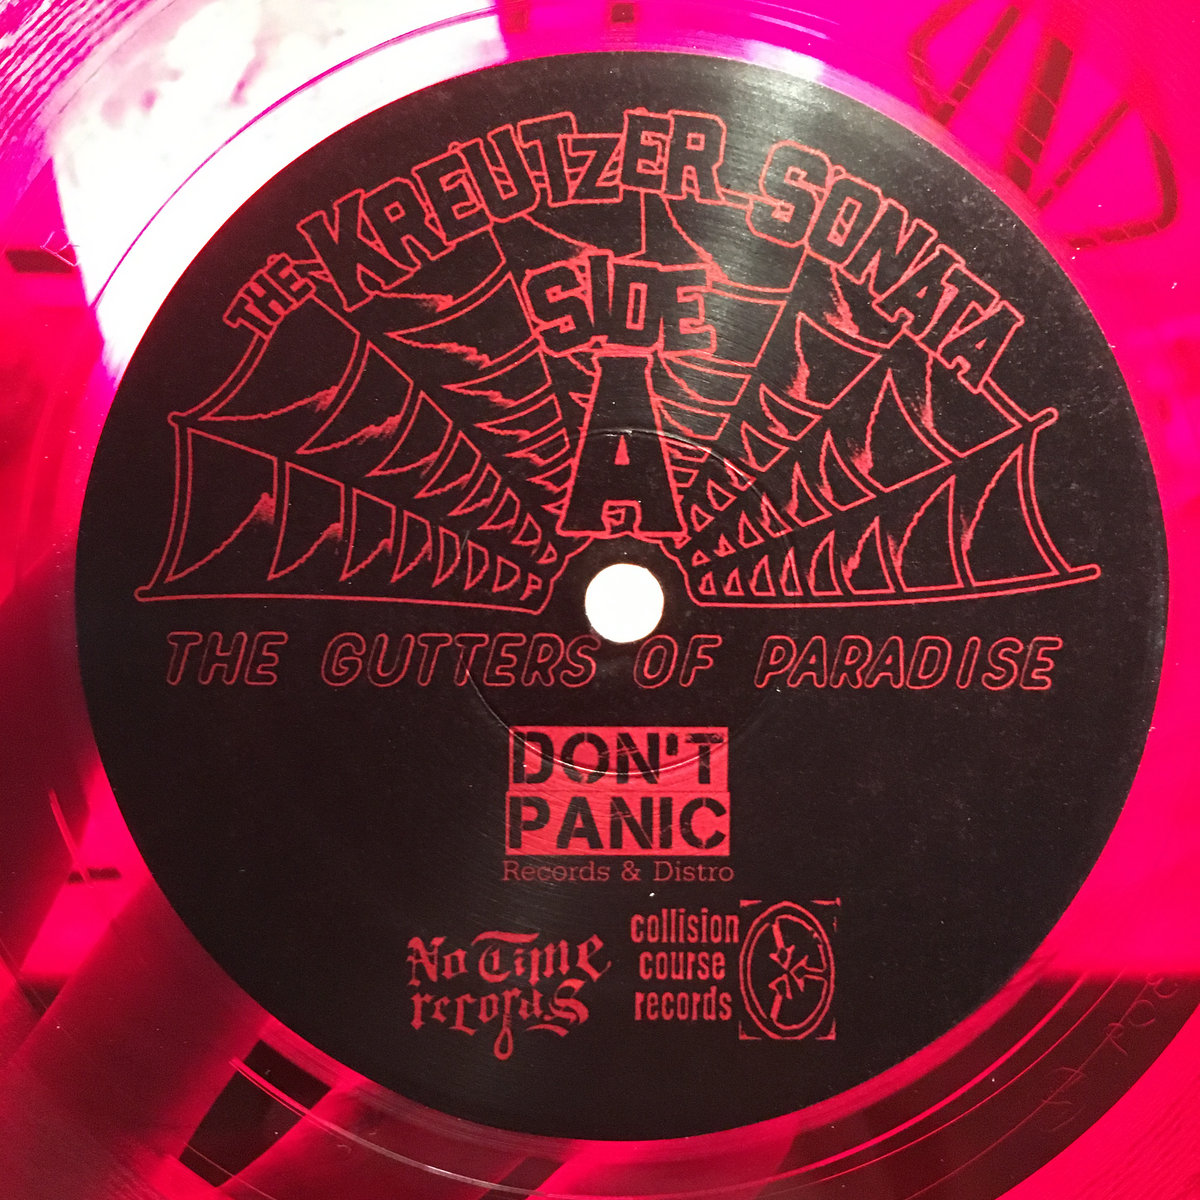 THE KREUTZER SONATA
SIDE
A
THE GUTTERS OF PARADISE
DON'T
PANIC
Records & Distro
No Time
records
collision
course
records